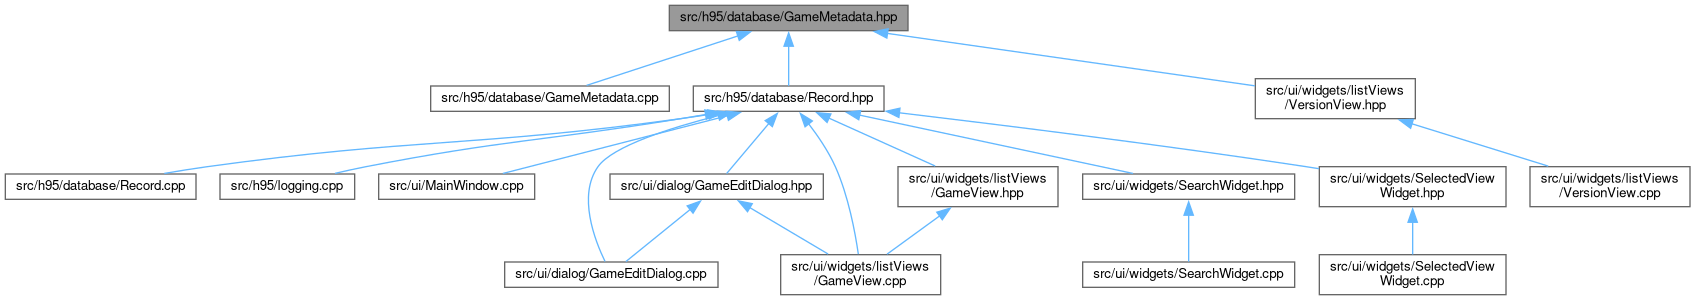 src/h95/database/GameMetadata.hpp
src/h95/database/GameMetadata.cpp
src/h95/database/Record.hpp
src/ui/widgets/listViews
/VersionView.hpp
src/h95/database/Record.cpp
src/h95/logging.cpp
src/ui/MainWindow.cpp
src/ui/dialog/GameEditDialog.hpp
src/ui/widgets/listViews
/GameView.hpp
src/ui/widgets/SearchWidget.hpp
src/ui/widgets/SelectedView
Widget.hpp
src/ui/widgets/listViews
/VersionView.cpp
src/ui/dialog/GameEditDialog.cpp
src/ui/widgets/listViews
/GameView.cpp
src/ui/widgets/SearchWidget.cpp
src/ui/widgets/SelectedView
Widget.cpp